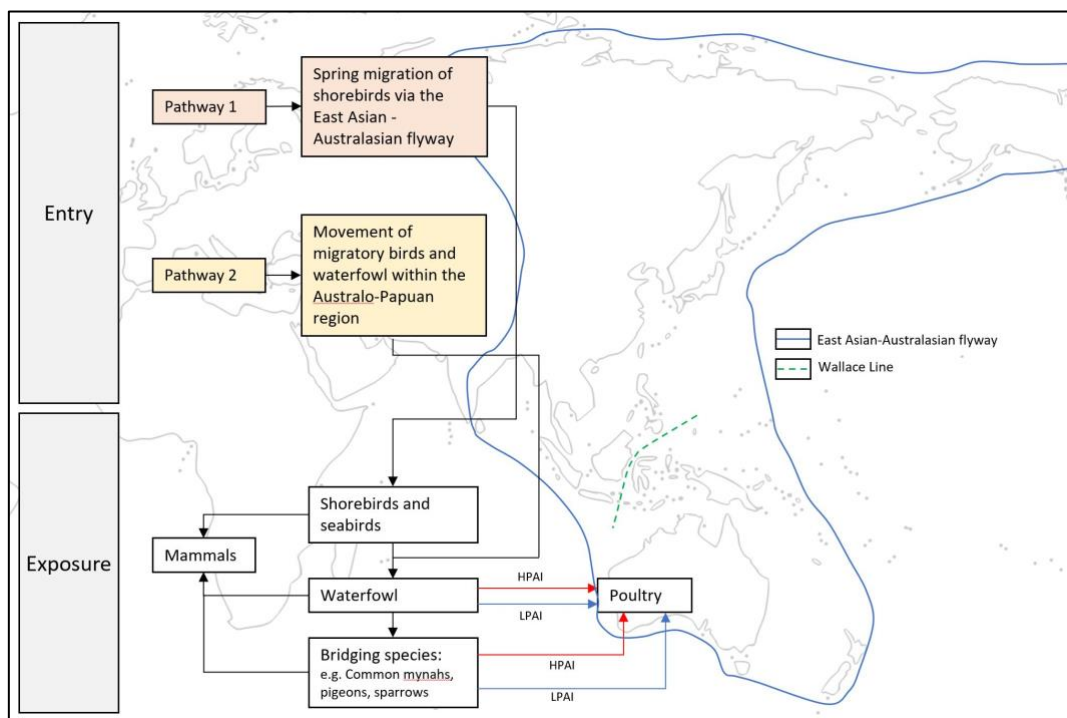 Entry
Pathway 1
Spring migration of
shorebirds via the
East Asian -
Australasian flyway
Pathway 2
Movement of
migratory birds and
waterfowl within the
Australo-Papuan
region
East Asian-Australasian flyway
Wallace Line
Exposure
Shorebirds and
seabirds
Mammals
Waterfowl
HPAI
LPAI
Poultry
Bridging species:
e.g. Common mynahs,
pigeons, sparrows
HPAI
LPAI